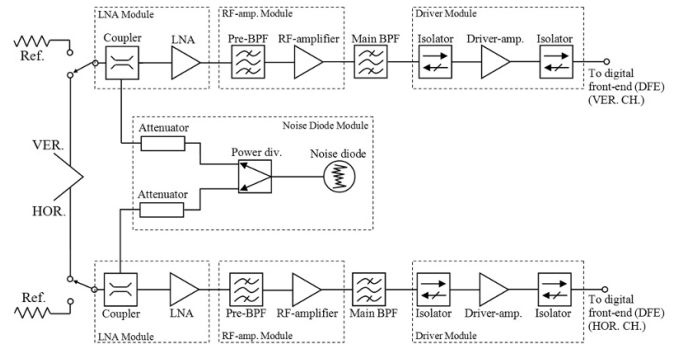 LNA Module
RF-amp. Module
Driver Module
Ref.
Coupler
LNA
Pre-BPF
RF-amplifier
Main BPF
Isolator
Driver-amp.
Isolator
To digital
front-end (DFE)
(VER. CH.)
VER.
HOR.
Attenuator
Noise Diode Module
Power div.
Noise diode
Attenuator
Ref.
Coupler
LNA
Pre-BPF
RF-amplifier
Main BPF
Isolator
Driver-amp.
Isolator
To digital
front-end (DFE)
(HOR. CH.)
LNA Module
RF-amp. Module
Driver Module